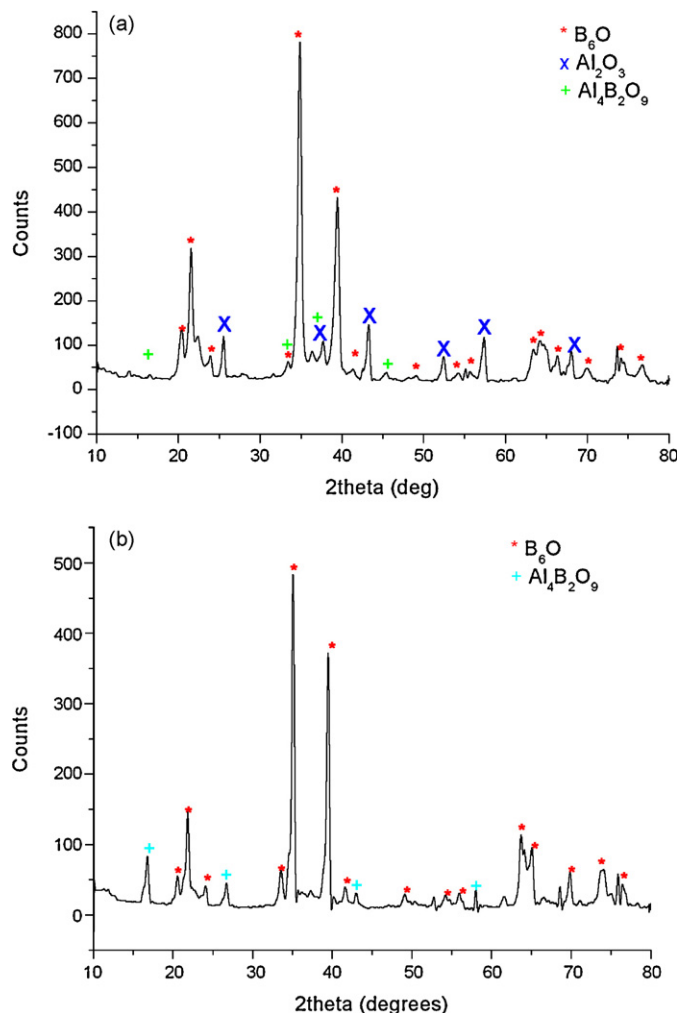 (a)
* B₆O
X Al₂O₃
+ Al₄B₂O₉
800
700
600
500
400
300
200
100
0
-100
Counts
10 20 30 40 50 60 70 80
2theta (deg)
(b)
* B₆O
+ Al₄B₂O₉
500
400
300
200
100
0
Counts
10 20 30 40 50 60 70 80
2theta (degrees)